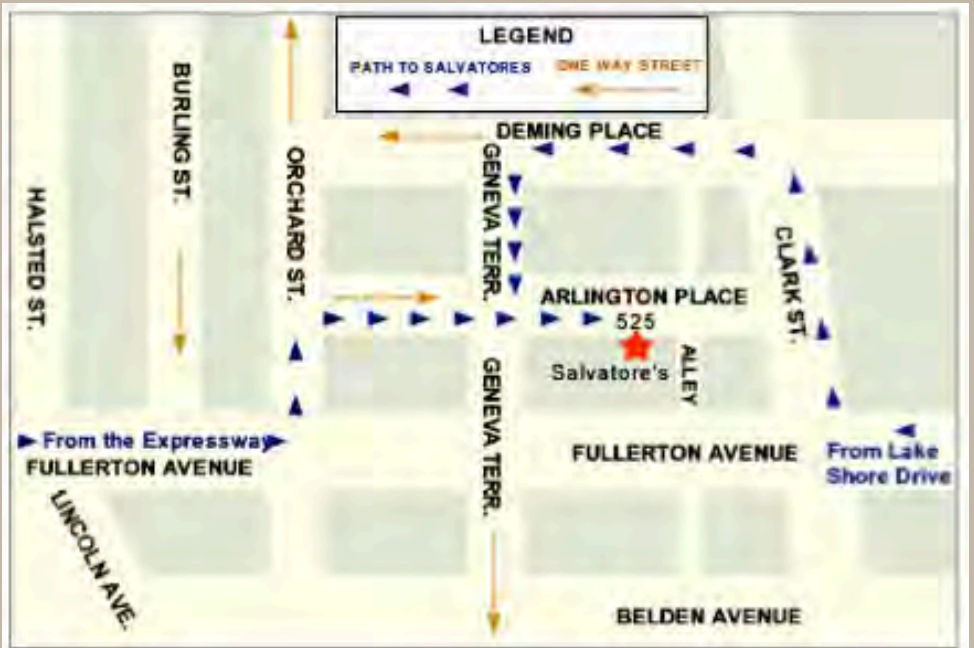 LEGEND
PATH TO SALVATORES ONE WAY STREET
DEMING PLACE
BURLING ST.
ORCHARD ST.
GENEVA TERR.
HALSTED ST.
CLARK ST.
ARLINGTON PLACE
525
Salvatore's
ALLEY
GENEVA TERR.
From the Expressway
FULLERTON AVENUE
FULLERTON AVENUE
From Lake
Shore Drive
LINCOLN AVE.
BELDEN AVENUE